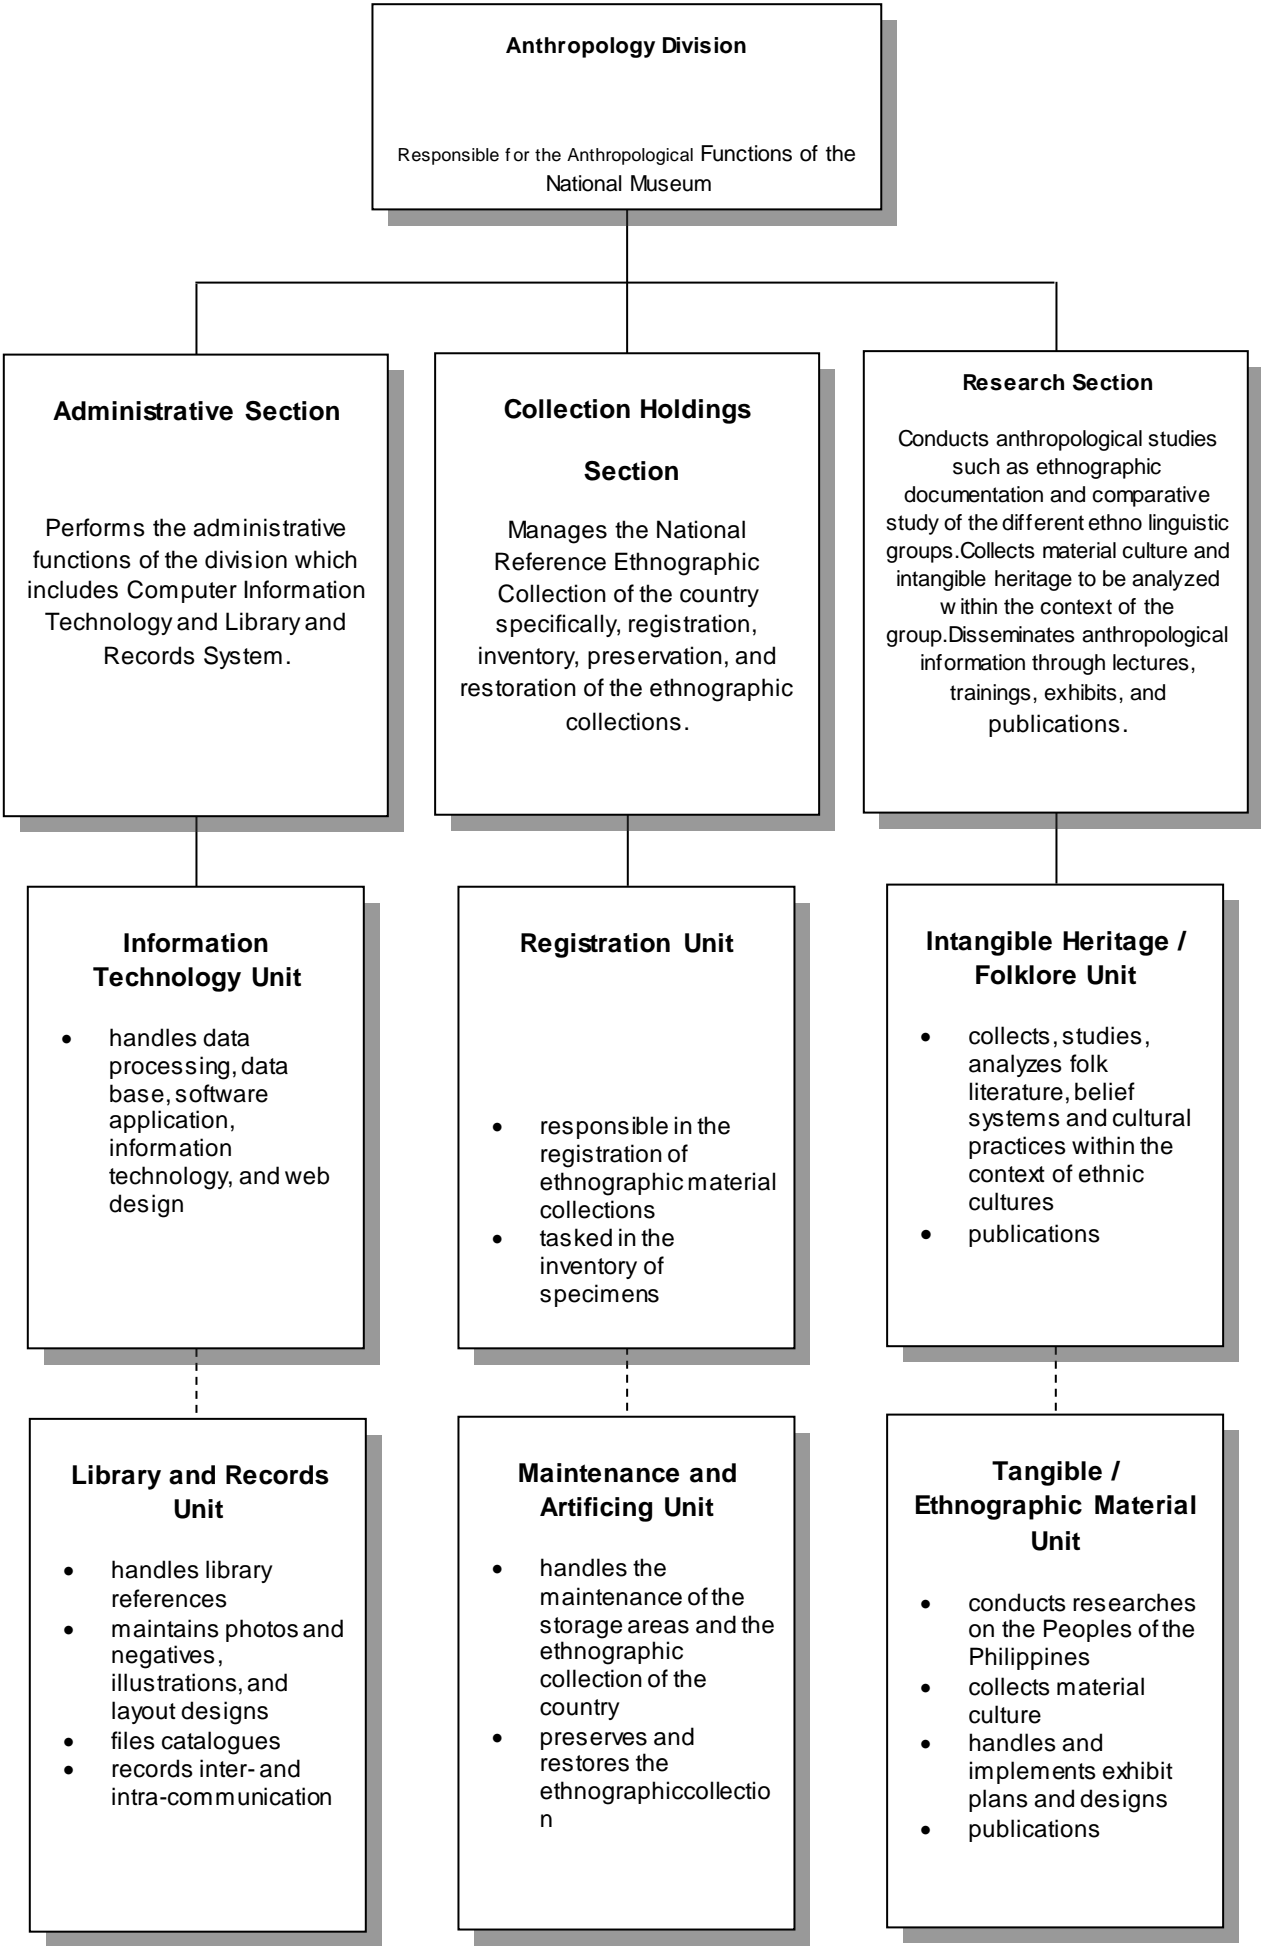 Anthropology Division
Responsible for the Anthropological Functions of the
National Museum
Administrative Section
Performs the administrative
functions of the division which
includes Computer Information
Technology and Library and
Records System.
Collection Holdings
Section
Manages the National
Reference Ethnographic
Collection of the country
specifically, registration,
inventory, preservation, and
restoration of the ethnographic
collections.
Research Section
Conducts anthropological studies
such as ethnographic
documentation and comparative
study of the different ethno linguistic
groups.Collects material culture and
intangible heritage to be analyzed
within the context of the
group.Disseminates anthropological
information through lectures,
trainings, exhibits, and
publications.
Information
Technology Unit
• handles data
processing, data
base, software
application,
information
technology, and web
design
Registration Unit
• responsible in the
registration of
ethnographic material
collections
• tasked in the
inventory of
specimens
Intangible Heritage /
Folklore Unit
• collects, studies,
analyzes folk
literature, belief
systems and cultural
practices within the
context of ethnic
cultures
• publications
Library and Records
Unit
• handles library
references
• maintains photos and
negatives,
illustrations, and
layout designs
• files catalogues
• records inter- and
intra-communication
Maintenance and
Artificing Unit
• handles the
maintenance of the
storage areas and the
ethnographic
collection of the
country
• preserves and
restores the
ethnographiccollectio
n
Tangible /
Ethnographic Material
Unit
• conducts researches
on the Peoples of the
Philippines
• collects material
culture
• handles and
implements exhibit
plans and designs
• publications